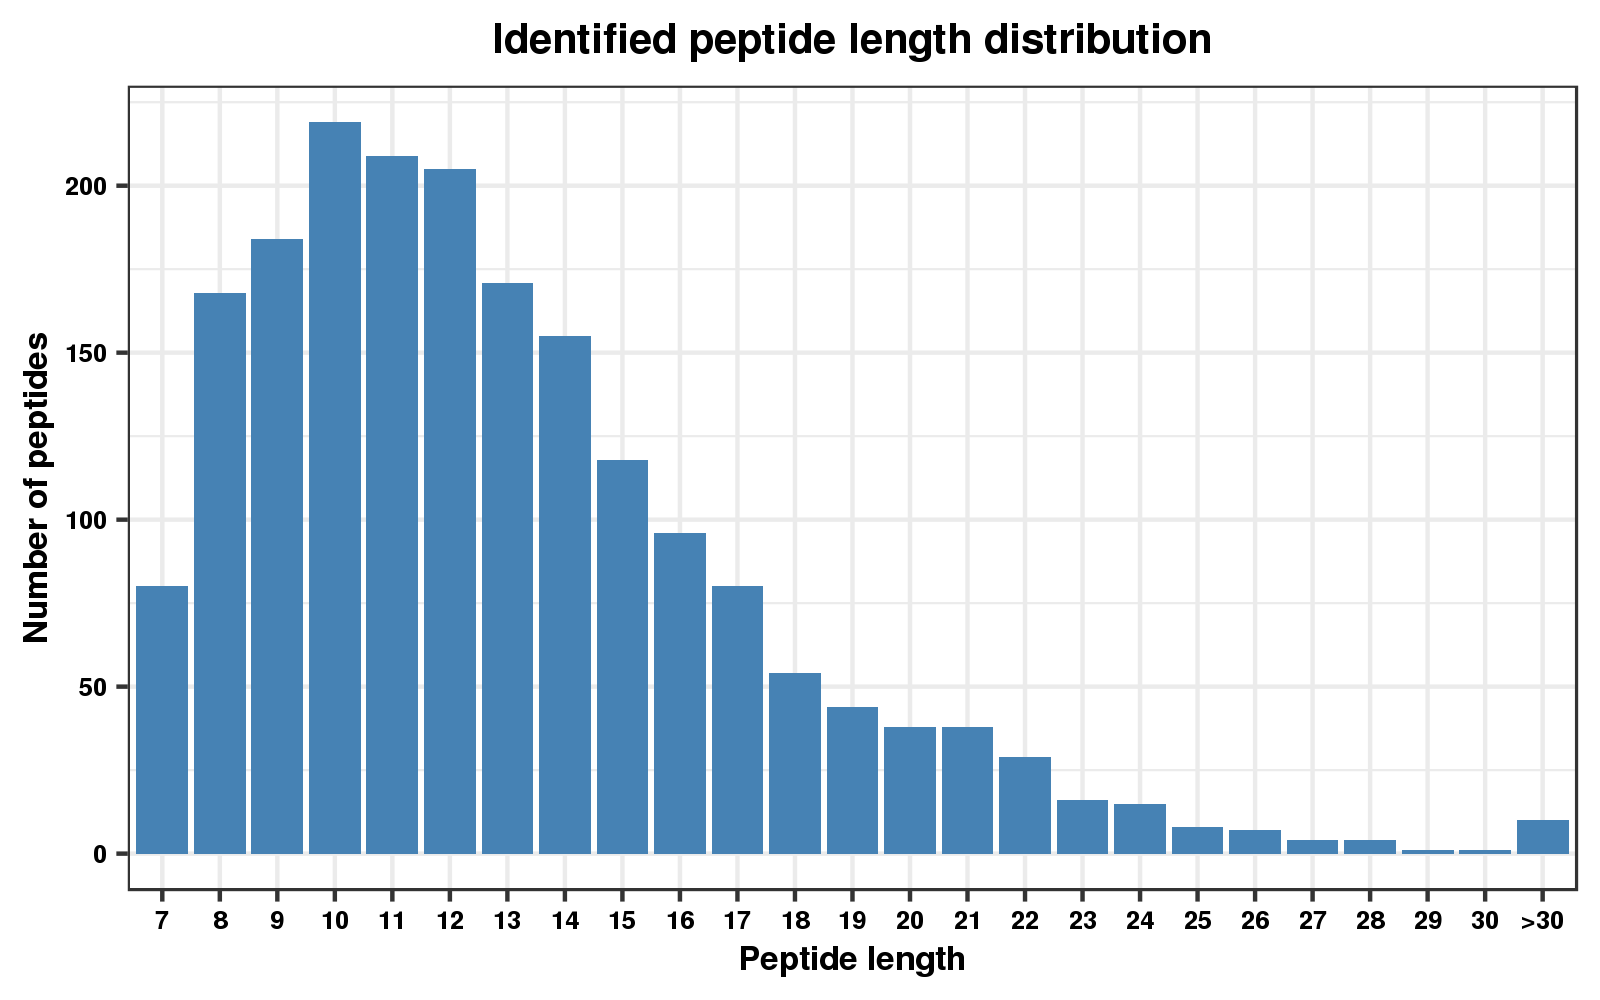 Identified peptide length distribution
Number of peptides
200
150
100
50
0
7 8 9 10 11 12 13 14 15 16 17 18 19 20 21 22 23 24 25 26 27 28 29 30 >30
Peptide length